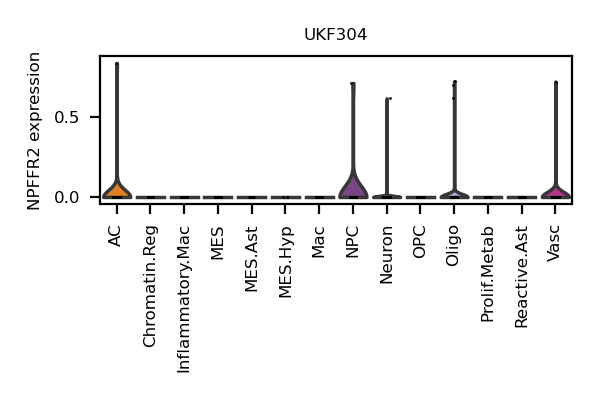 UKF304
NPFFR2 expression
0.5
0.0
AC
Chromatin.Reg
Inflammatory.Mac
MES
MES.Ast
MES.Hyp
Mac
NPC
Neuron
OPC
Oligo
Prolif.Metab
Reactive.Ast
Vasc